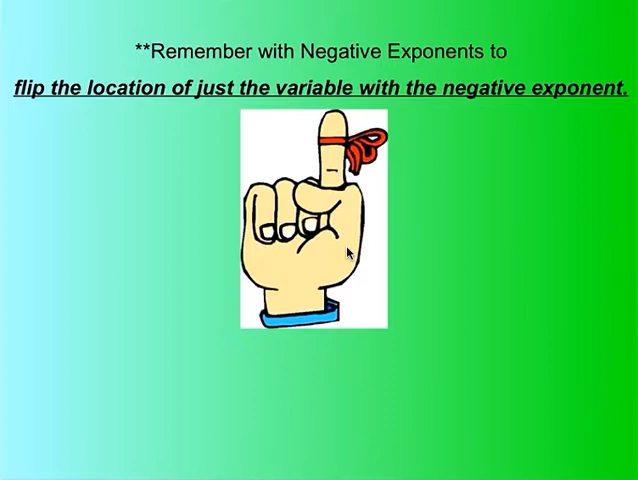 **Remember with Negative Exponents to
flip the location of just the variable with the negative exponent.